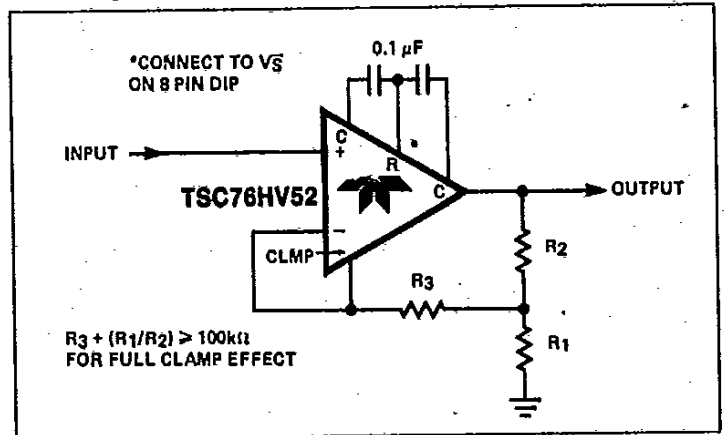 *CONNECT TO VS̄
ON 8 PIN DIP
0.1 µF
C
+
R
*
C
INPUT
TSC76HV52
OUTPUT
−
CLMP
R2
R3
R1
R3 + (R1/R2) ⩾ 100kΩ
FOR FULL CLAMP EFFECT